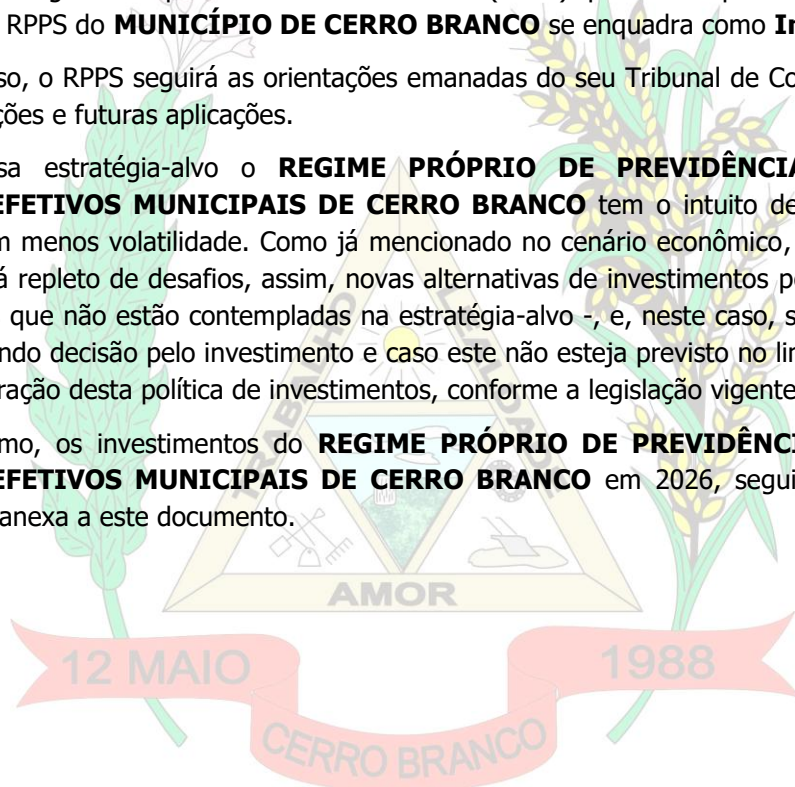 RPPS do MUNICÍPIO DE CERRO BRANCO se enquadra como
so, o RPPS seguirá as orientações emanadas do seu Tribunal de Co
ções e futuras aplicações.
sa estratégia-alvo o REGIME PRÓPRIO DE PREVIDÊNCIA
EFETIVOS MUNICIPAIS DE CERRO BRANCO tem o intuito de
m menos volatilidade. Como já mencionado no cenário econômico,
á repleto de desafios, assim, novas alternativas de investimentos p
que não estão contempladas na estratégia-alvo -, e, neste caso, s
ndo decisão pelo investimento e caso este não esteja previsto no li
ração desta política de investimentos, conforme a legislação vigente
mo, os investimentos do REGIME PRÓPRIO DE PREVIDÊNCI
EFETIVOS MUNICIPAIS DE CERRO BRANCO em 2026, segui
anexa a este documento.
TRABALHO
LEALDADE
AMOR
12 MAIO
1988
CERRO BRANCO